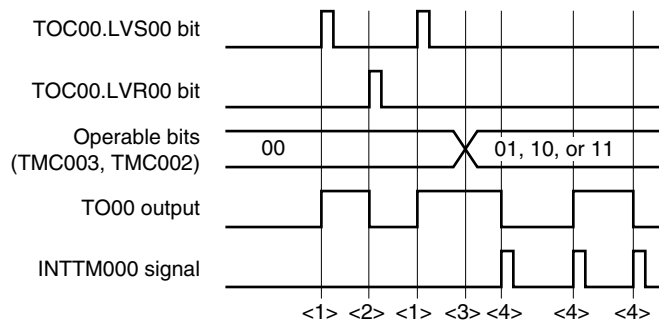 TOC00.LVS00 bit
TOC00.LVR00 bit
Operable bits
(TMC003, TMC002)
00
01, 10, or 11
TO00 output
INTTM000 signal
<1> <2> <1> <3> <4> <4> <4>